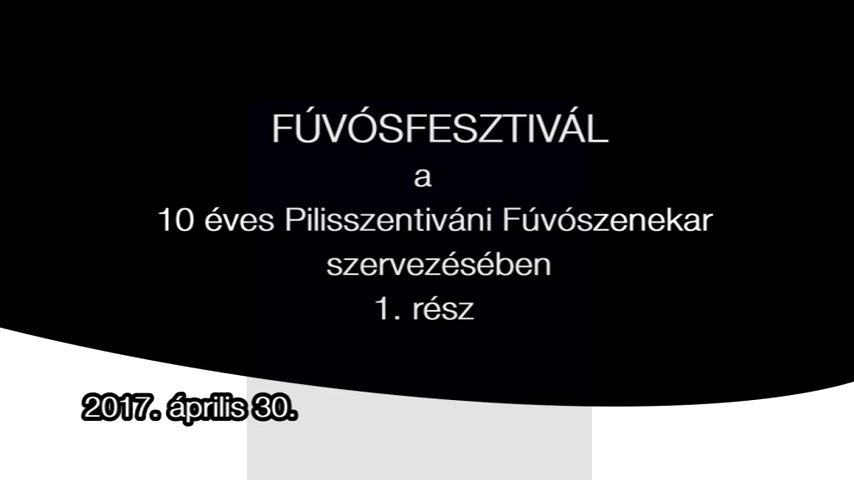 FÚVÓSFESZTIVÁL
a
10 éves Pilisszentiváni Fúvószenekar
szervezésében
1. rész
2017. április 30.